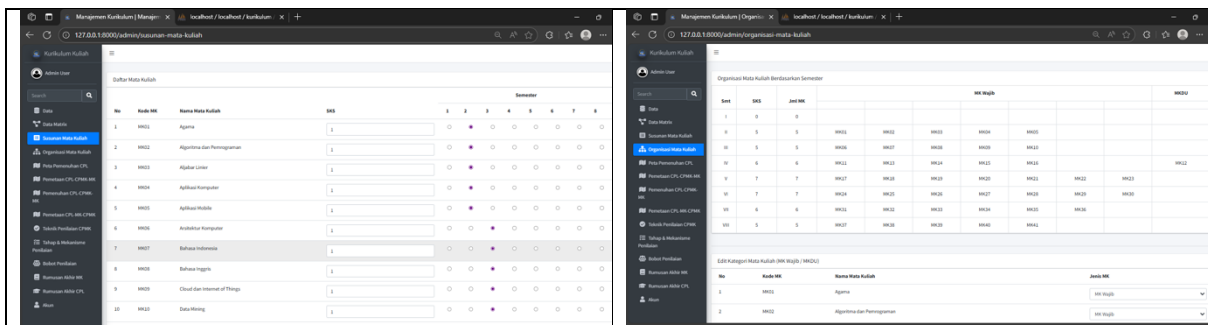 Manajemen Kurikulum | Manajer
localhost / localhost / kurikulum
127.0.0.1:8000/admin/susunan-mata-kuliah
Kurikulum Kuliah
Admin User
Search
Data
Data Matriix
Susunan Mata Kuliah
Organisasi Mata Kuliah
Peta Pemenuhan CPL
Pemetaan CPL-CPMK-MK
Pemenuhan CPL-CPMK-MK
Pemetaan CPL-MK-CPMK
Teknik Penilaian CPMK
Tahap & Mekanisme Penilaian
Bobot Penilaian
Rumusan Akhir MK
Rumusan Akhir CPL
Akun
Daftar Mata Kuliah
Semester
No Kode MK Nama Mata Kuliah SKS 1 2 3 4 5 6 7 8
1 MK01 Agama 1
2 MK02 Algoritma dan Pemrograman 1
3 MK03 Aljabar Linier 1
4 MK04 Aplikasi Komputer 1
5 MK05 Aplikasi Mobile 1
6 MK06 Arsitektur Komputer 1
7 MK07 Bahasa Indonesia 1
8 MK08 Bahasa Inggris 1
9 MK09 Cloud dan Internet of Things 1
10 MK10 Data Mining 1
Manajemen Kurikulum | Organisa
localhost / localhost / kurikulum
127.0.0.1:8000/admin/organisasi-mata-kuliah
Kurikulum Kuliah
Admin User
Search
Data
Data Matriix
Susunan Mata Kuliah
Organisasi Mata Kuliah
Peta Pemenuhan CPL
Pemetaan CPL-CPMK-MK
Pemenuhan CPL-CPMK-MK
Pemetaan CPL-MK-CPMK
Teknik Penilaian CPMK
Tahap & Mekanisme Penilaian
Bobot Penilaian
Rumusan Akhir MK
Rumusan Akhir CPL
Akun
Organisasi Mata Kuliah Berdasarkan Semester
Smt SKS Jml MK MK Wajib MKDU
I 0 0
II 5 5 MK01 MK02 MK03 MK04 MK05
III 5 5 MK06 MK07 MK08 MK09 MK10
IV 6 6 MK11 MK13 MK14 MK15 MK16 MK12
V 7 7 MK17 MK18 MK19 MK20 MK21 MK22 MK23
VI 7 7 MK24 MK25 MK26 MK27 MK28 MK29 MK30
VII 6 6 MK31 MK32 MK33 MK34 MK35 MK36
VIII 5 5 MK37 MK38 MK39 MK40 MK41
Edit Kategori Mata Kuliah (MK Wajib / MKDU)
No Kode MK Nama Mata Kuliah Jenis MK
1 MK01 Agama MK Wajib
2 MK02 Algoritma dan Pemrograman MK Wajib